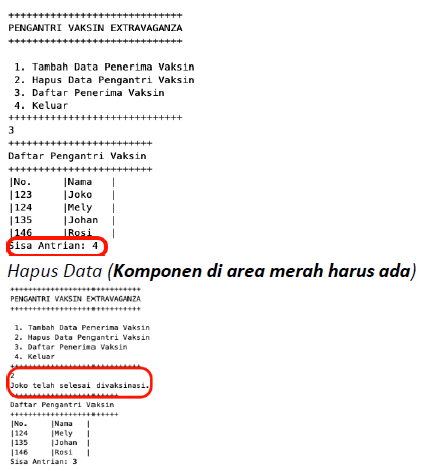 ++++++++++++++++++++++++++++++
PENGANTRI VAKSIN EXTRAVAGANZA
++++++++++++++++++++++++++++++
1. Tambah Data Penerima Vaksin
2. Hapus Data Pengantri Vaksin
3. Daftar Penerima Vaksin
4. Keluar
++++++++++++++++++++++++++++++
3
+++++++++++++++++++++++++
Daftar Pengantri Vaksin
+++++++++++++++++++++++++
|No. |Nama |
|123 |Joko |
|124 |Mely |
|135 |Johan |
|146 |Rosi |
Sisa Antrian: 4
Hapus Data (Komponen di area merah harus ada)
++++++++++++++++++++++++++++++
PENGANTRI VAKSIN EXTRAVAGANZA
++++++++++++++++++++++++++++++
1. Tambah Data Penerima Vaksin
2. Hapus Data Pengantri Vaksin
3. Daftar Penerima Vaksin
4. Keluar
++++++++++++++++++++++++++++++
2
Joko telah selesai divaksinasi.
+++++++++++++++++++++++++
Daftar Pengantri Vaksin
+++++++++++++++++++++++++
|No. |Nama |
|124 |Mely |
|135 |Johan |
|146 |Rosi |
Sisa Antrian: 3